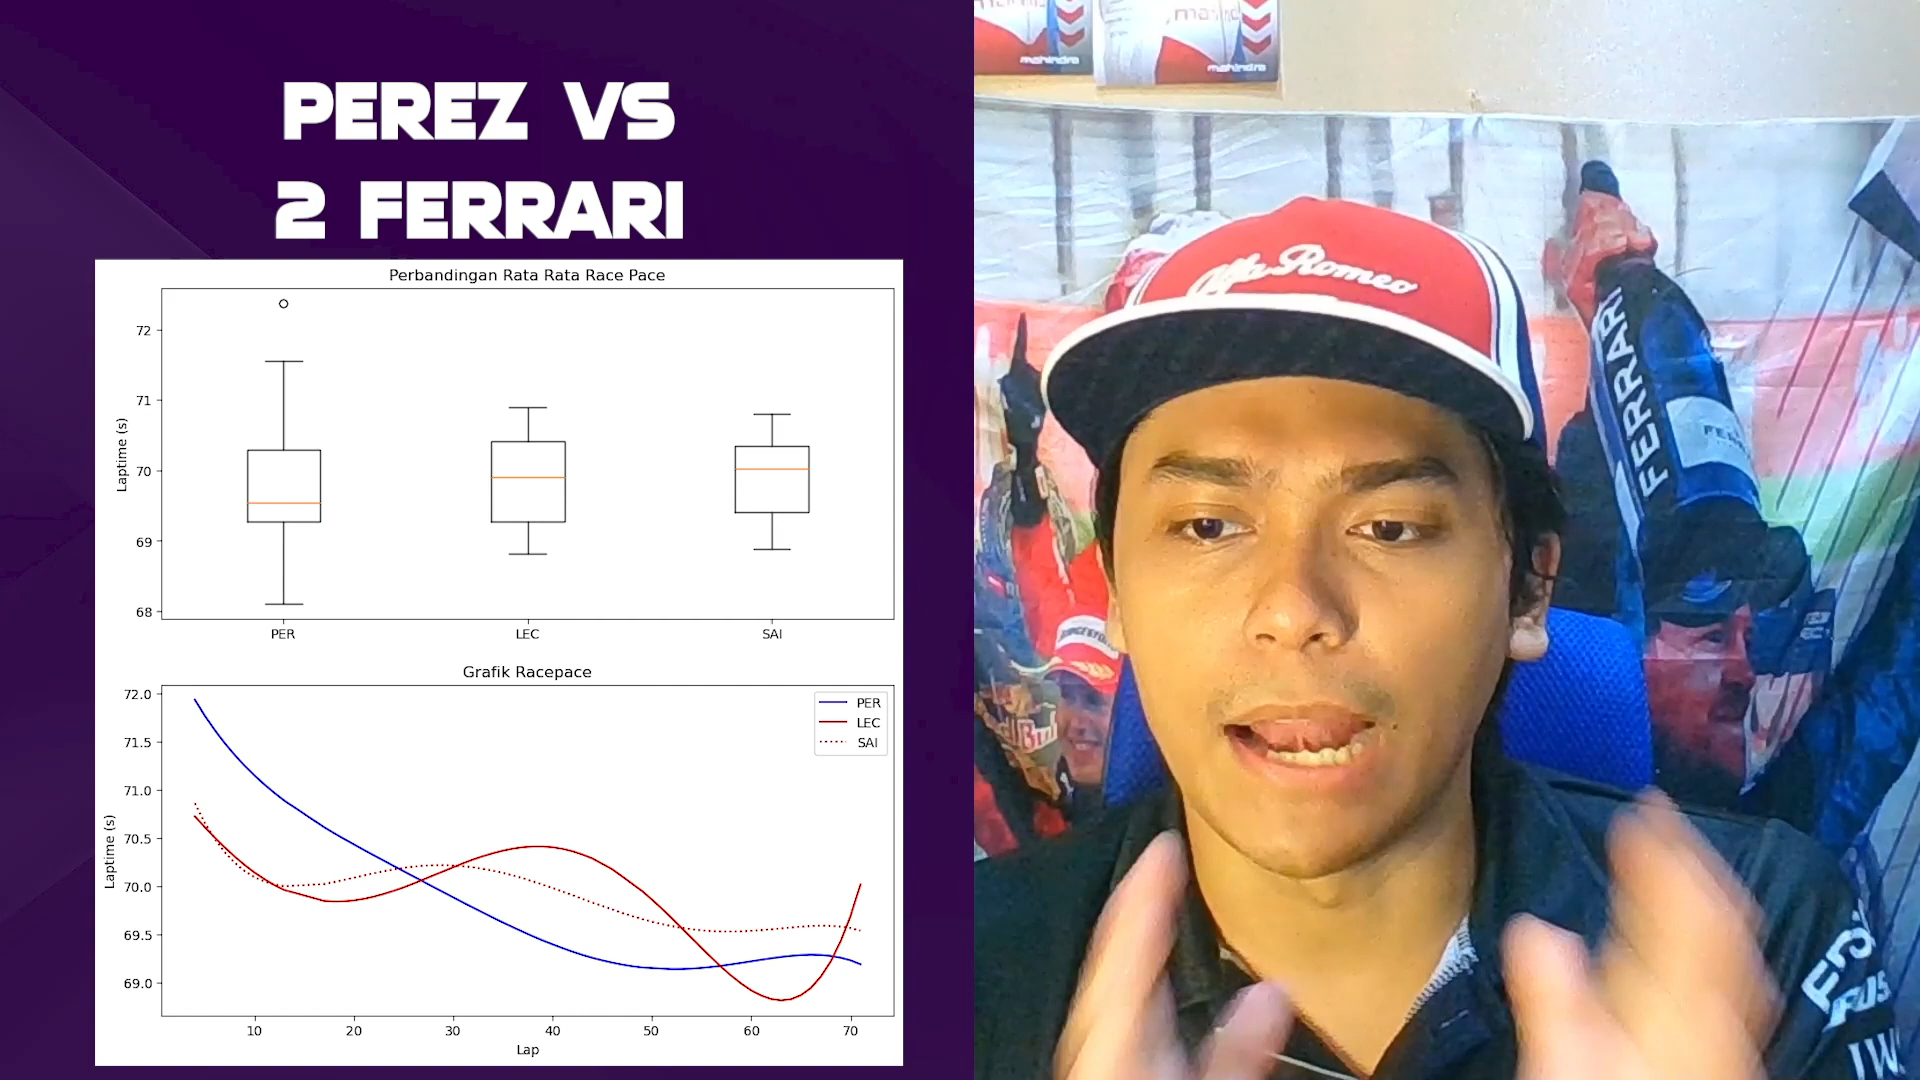 PEREZ VS
2 FERRARI
Perbandingan Rata Rata Race Pace
Laptime (s)
72
71
70
69
68
PER LEC SAI
Grafik Racepace
Laptime (s)
72.0
71.5
71.0
70.5
70.0
69.5
69.0
PER
LEC
SAI
10 20 30 40 50 60 70
Lap
mahindra
mahindra
Alfa Romeo
FERRARI